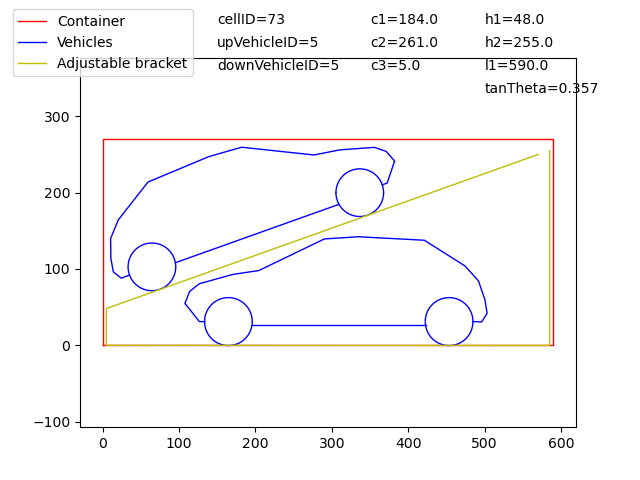 Container
Vehicles
Adjustable bracket
cellID=73 c1=184.0 h1=48.0
upVehicleID=5 c2=261.0 h2=255.0
downVehicleID=5 c3=5.0 l1=590.0
tanTheta=0.357
300
200
100
0
−100
0 100 200 300 400 500 600